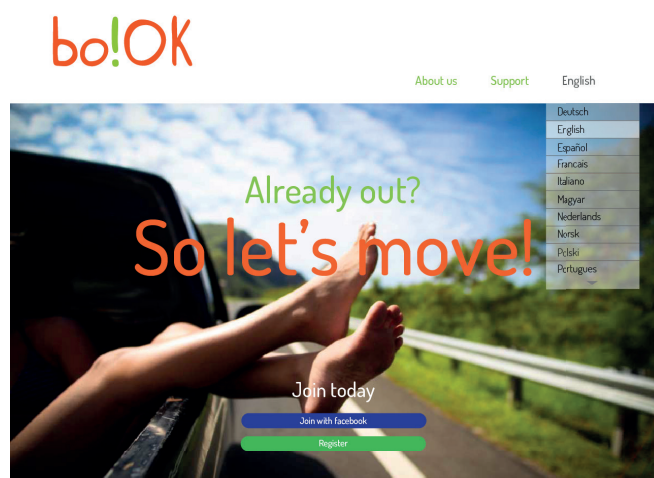 bo!OK
About us Support English
Deutsch
English
Español
Francais
Italiano
Magyar
Nederlands
Norsk
Polski
Portugues
Already out?
So let's move!
Join today
Join with facebook
Register